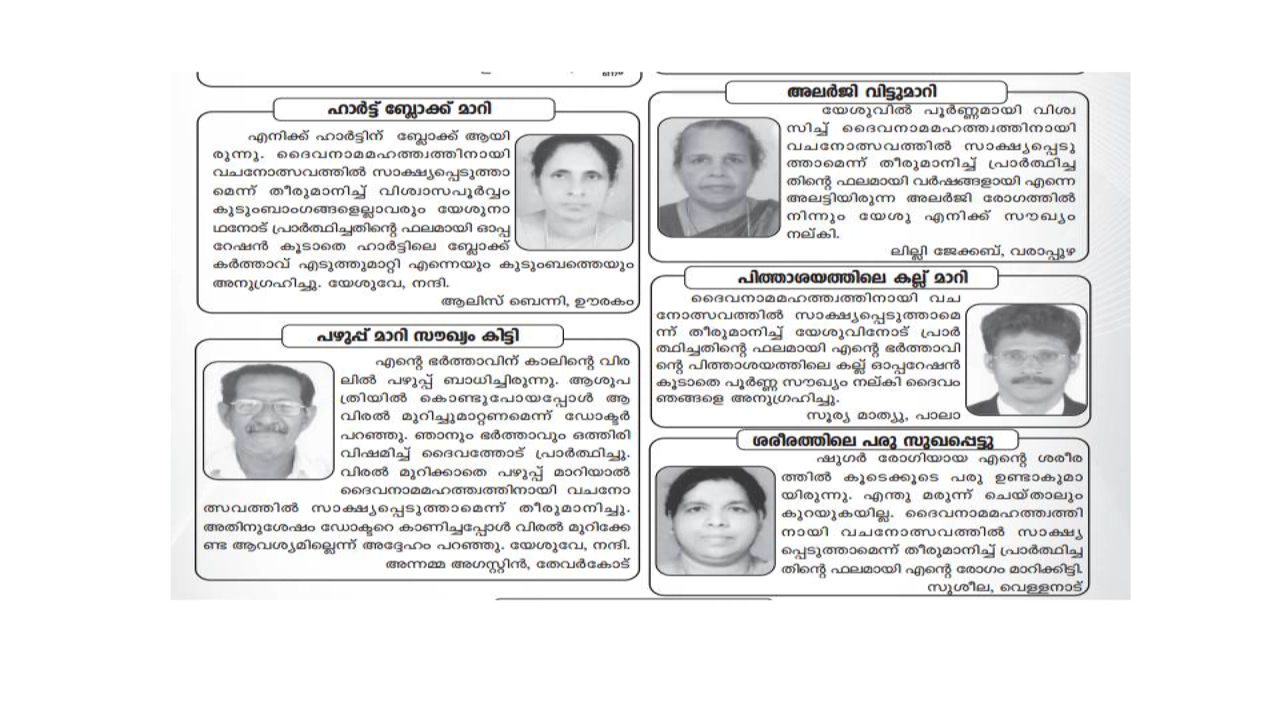 ഹാർട്ട് ബ്ലോക്ക് മാറി
എനിക്ക് ഹാർട്ടിന് ബ്ലോക്ക് ആയി
രുന്നു. ദൈവനാമമഹത്ത്വത്തിനായി
വചനോത്സവത്തിൽ സാക്ഷ്യപ്പെടുത്താ
മെന്ന് തീരുമാനിച്ച് വിശ്വാസപൂർവ്വം
കുടുംബാംഗങ്ങളെല്ലാവരും യേശുനാ
ഥനോട് പ്രാർത്ഥിച്ചതിന്റെ ഫലമായി ഓപ്പ
റേഷൻ കൂടാതെ ഹാർട്ടിലെ ബ്ലോക്ക്
കർത്താവ് എടുത്തുമാറ്റി എന്നെയും കുടുംബത്തെയും
അനുഗ്രഹിച്ചു. യേശുവേ, നന്ദി.
ആലിസ് ബെന്നി, ഊരകം
പഴുപ്പ് മാറി സൗഖ്യം കിട്ടി
എന്റെ ഭർത്താവിന് കാലിന്റെ വിര
ലിൽ പഴുപ്പ് ബാധിച്ചിരുന്നു. ആശുപ
ത്രിയിൽ കൊണ്ടുപോയപ്പോൾ ആ
വിരൽ മുറിച്ചുമാറ്റണമെന്ന് ഡോക്ടർ
പറഞ്ഞു. ഞാനും ഭർത്താവും ഒത്തിരി
വിഷമിച്ച് ദൈവത്തോട് പ്രാർത്ഥിച്ചു.
വിരൽ മുറിക്കാതെ പഴുപ്പ് മാറിയാൽ
ദൈവനാമമഹത്ത്വത്തിനായി വചനോ
ത്സവത്തിൽ സാക്ഷ്യപ്പെടുത്താമെന്ന് തീരുമാനിച്ചു.
അതിനുശേഷം ഡോക്ടറെ കാണിച്ചപ്പോൾ വിരൽ മുറിക്കേ
ണ്ട ആവശ്യമില്ലെന്ന് അദ്ദേഹം പറഞ്ഞു. യേശുവേ, നന്ദി.
അന്നമ്മ അഗസ്റ്റിൻ, തേവർകോട്
അലർജി വിട്ടുമാറി
യേശുവിൽ പൂർണ്ണമായി വിശ്വ
സിച്ച് ദൈവനാമമഹത്ത്വത്തിനായി
വചനോത്സവത്തിൽ സാക്ഷ്യപ്പെടു
ത്താമെന്ന് തീരുമാനിച്ച് പ്രാർത്ഥിച്ച
തിന്റെ ഫലമായി വർഷങ്ങളായി എന്നെ
അലട്ടിയിരുന്ന അലർജി രോഗത്തിൽ
നിന്നും യേശു എനിക്ക് സൗഖ്യം
നല്കി.
ലില്ലി ജേക്കബ്, വരാപ്പുഴ
പിത്താശയത്തിലെ കല്ല് മാറി
ദൈവനാമമഹത്ത്വത്തിനായി വച
നോത്സവത്തിൽ സാക്ഷ്യപ്പെടുത്താമെ
ന്ന് തീരുമാനിച്ച് യേശുവിനോട് പ്രാർ
ത്ഥിച്ചതിന്റെ ഫലമായി എന്റെ ഭർത്താവി
ന്റെ പിത്താശയത്തിലെ കല്ല് ഓപ്പറേഷൻ
കൂടാതെ പൂർണ്ണ സൗഖ്യം നല്കി ദൈവം
ഞങ്ങളെ അനുഗ്രഹിച്ചു.
സൂര്യ മാത്യു, പാലാ
ശരീരത്തിലെ പരു സുഖപ്പെട്ടു
ഷുഗർ രോഗിയായ എന്റെ ശരീര
ത്തിൽ കൂടെക്കൂടെ പരു ഉണ്ടാകുമാ
യിരുന്നു. എന്തു മരുന്ന് ചെയ്താലും
കുറയുകയില്ല. ദൈവനാമമഹത്ത്വത്തി
നായി വചനോത്സവത്തിൽ സാക്ഷ്യ
പ്പെടുത്താമെന്ന് തീരുമാനിച്ച് പ്രാർത്ഥിച്ച
തിന്റെ ഫലമായി എന്റെ രോഗം മാറിക്കിട്ടി.
സുശീല, വെള്ളനാട്